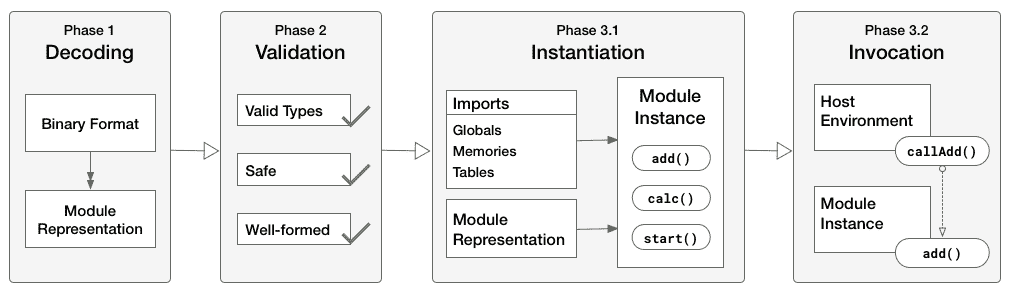 Phase 1
Decoding
Binary Format
Module
Representation
Phase 2
Validation
Valid Types
Safe
Well-formed
Phase 3.1
Instantiation
Imports
Globals
Memories
Tables
Module
Representation
Module
Instance
add()
calc()
start()
Phase 3.2
Invocation
Host
Environment
callAdd()
Module
Instance
add()